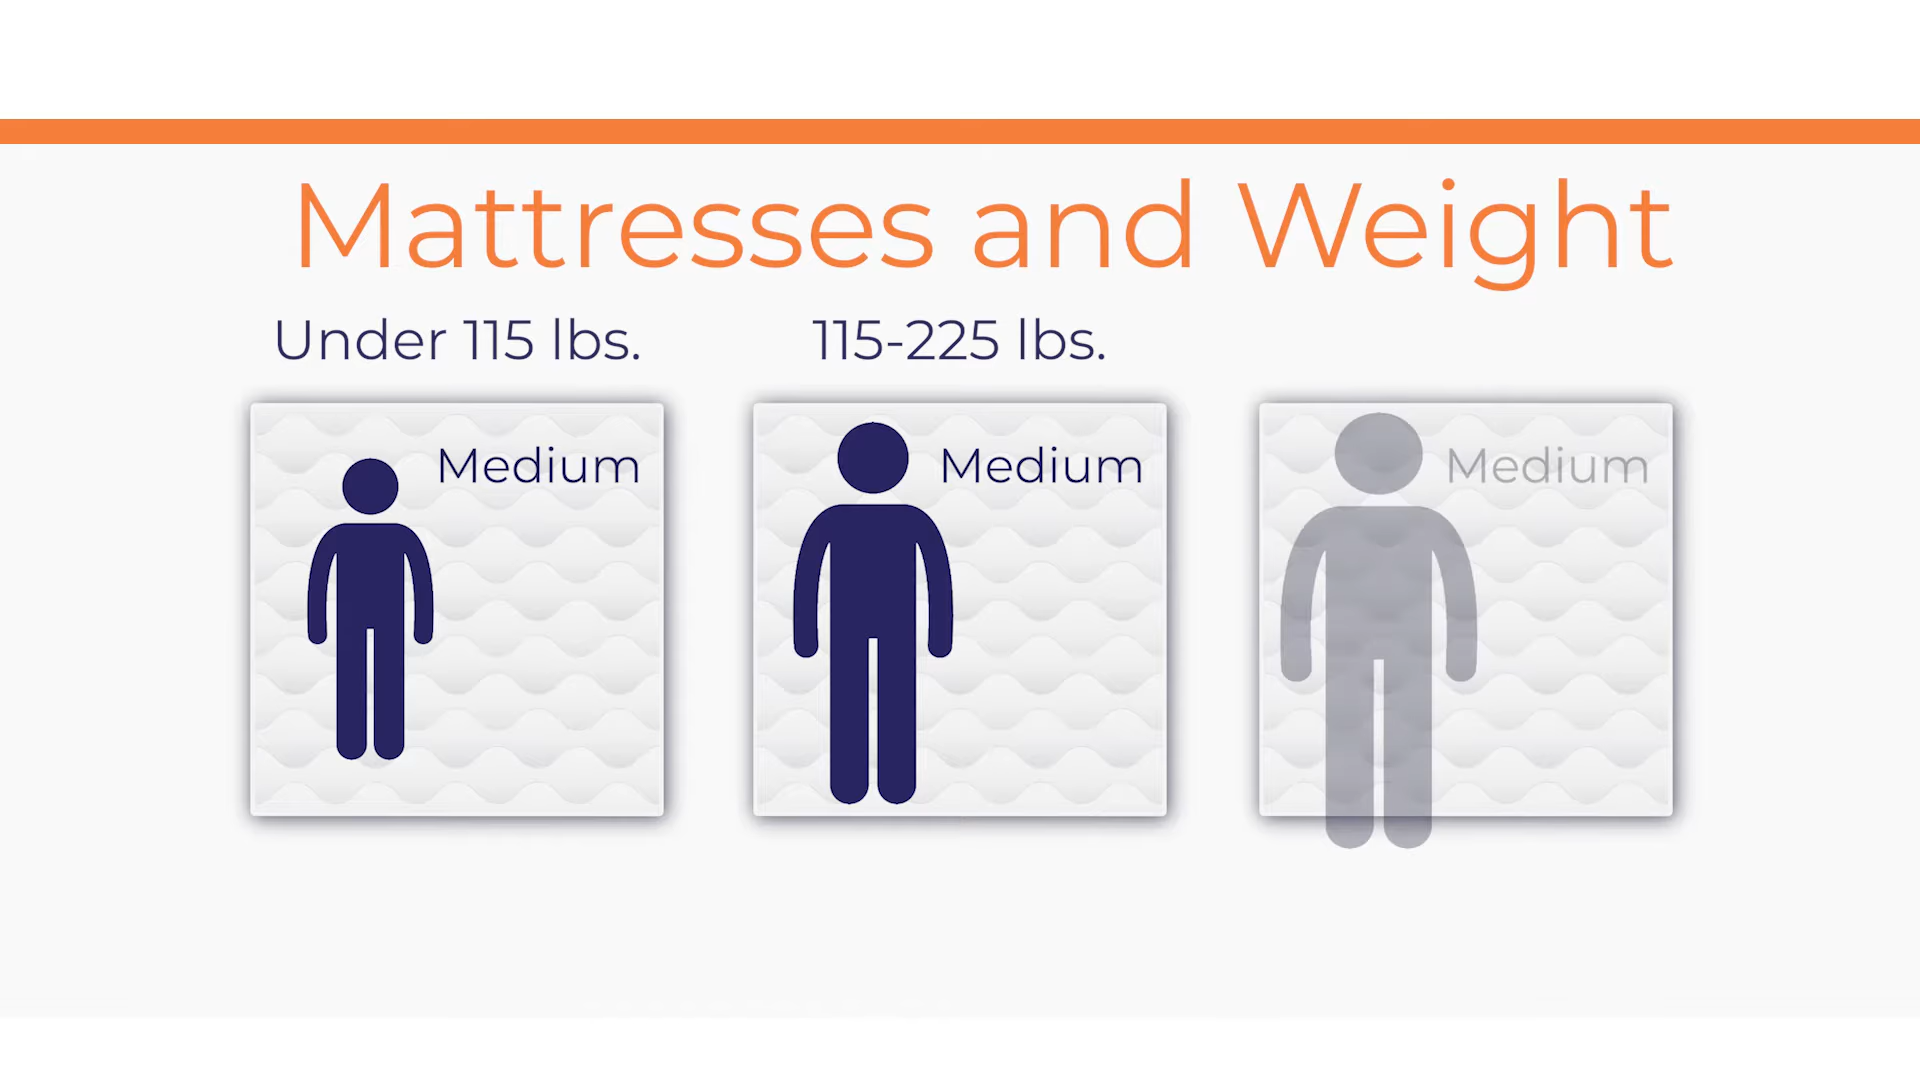 Mattresses and Weight
Under 115 lbs.
115-225 lbs.
Medium
Medium
Medium